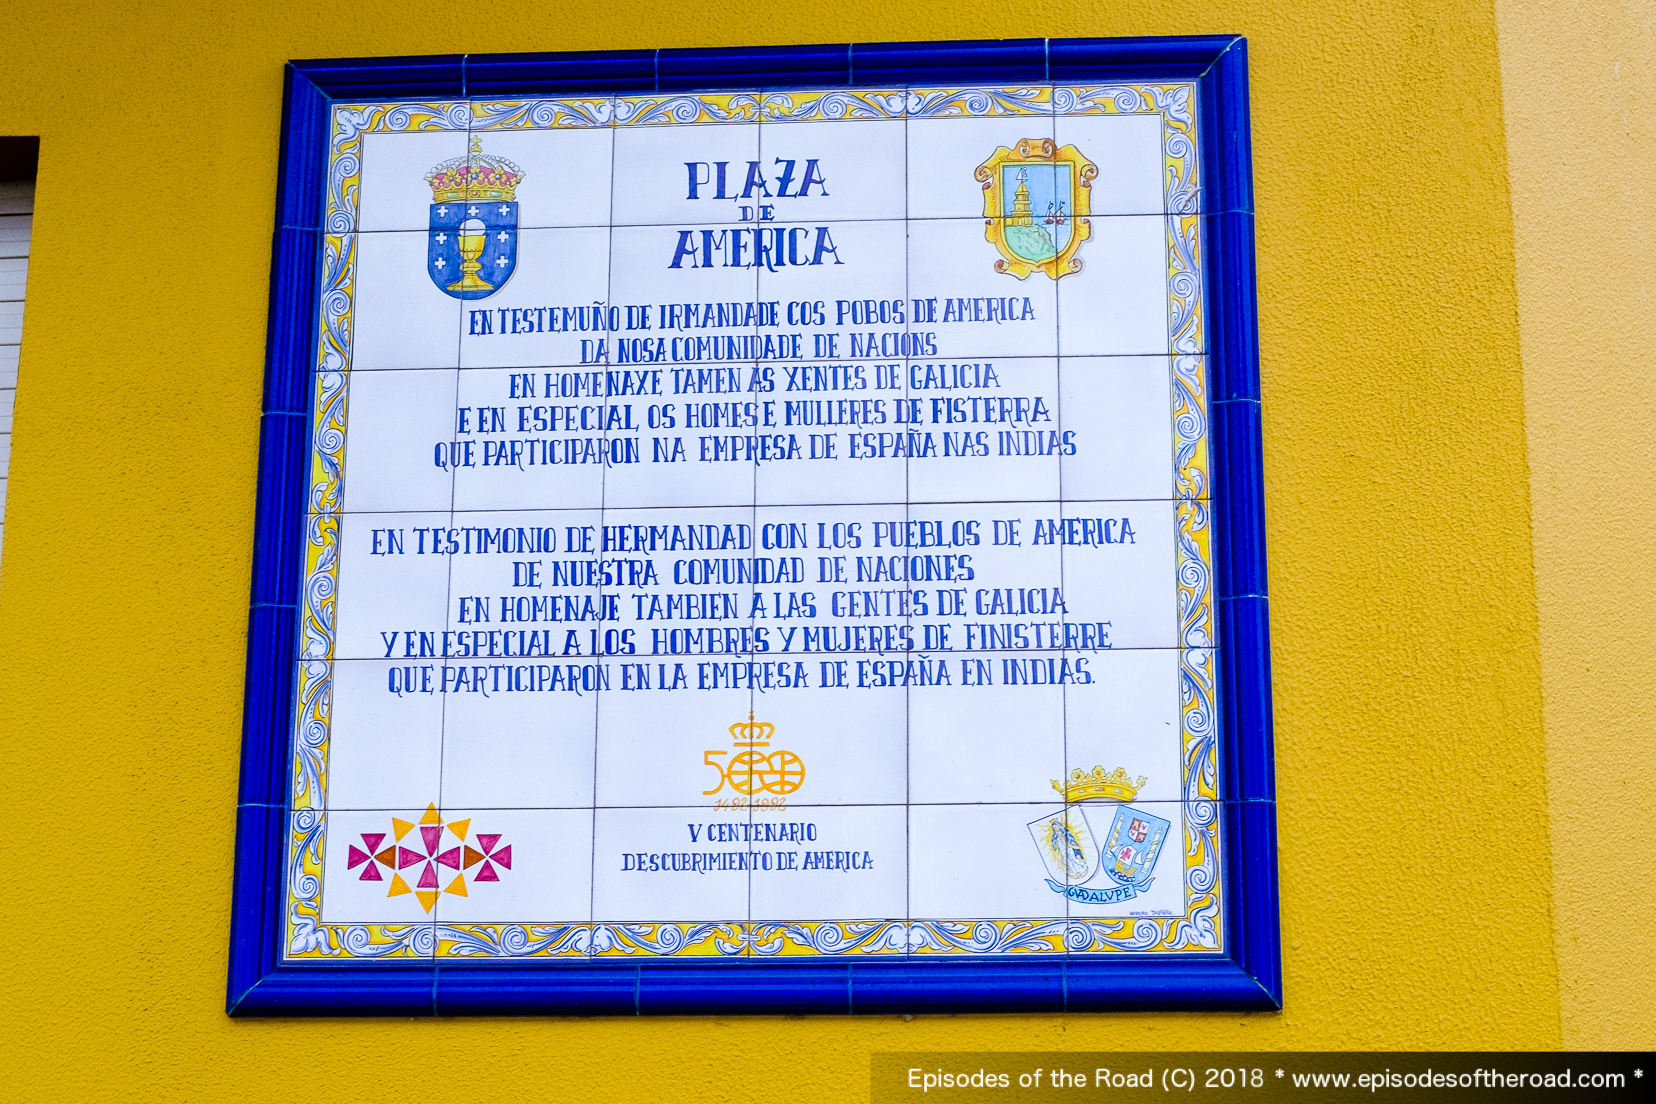 PLAZA
DE
AMERICA
EN TESTEMUÑO DE IRMANDADE COS POBOS DE AMERICA
DA NOSA COMUNIDADE DE NACIONS
EN HOMENAXE TAMEN AS XENTES DE GALICIA
E EN ESPECIAL OS HOMES E MULLERES DE FISTERRA
QUE PARTICIPARON NA EMPRESA DE ESPAÑA NAS INDIAS
EN TESTIMONIO DE HERMANDAD CON LOS PUEBLOS DE AMERICA
DE NUESTRA COMUNIDAD DE NACIONES
EN HOMENAJE TAMBIEN A LAS GENTES DE GALICIA
Y EN ESPECIAL A LOS HOMBRES Y MUJERES DE FINISTERRE
QUE PARTICIPARON EN LA EMPRESA DE ESPAÑA EN INDIAS.
500
1492-1992
V CENTENARIO
DESCUBRIMIENTO DE AMERICA
GUADALVPE
Episodes of the Road (C) 2018 * www.episodesoftheroad.com *